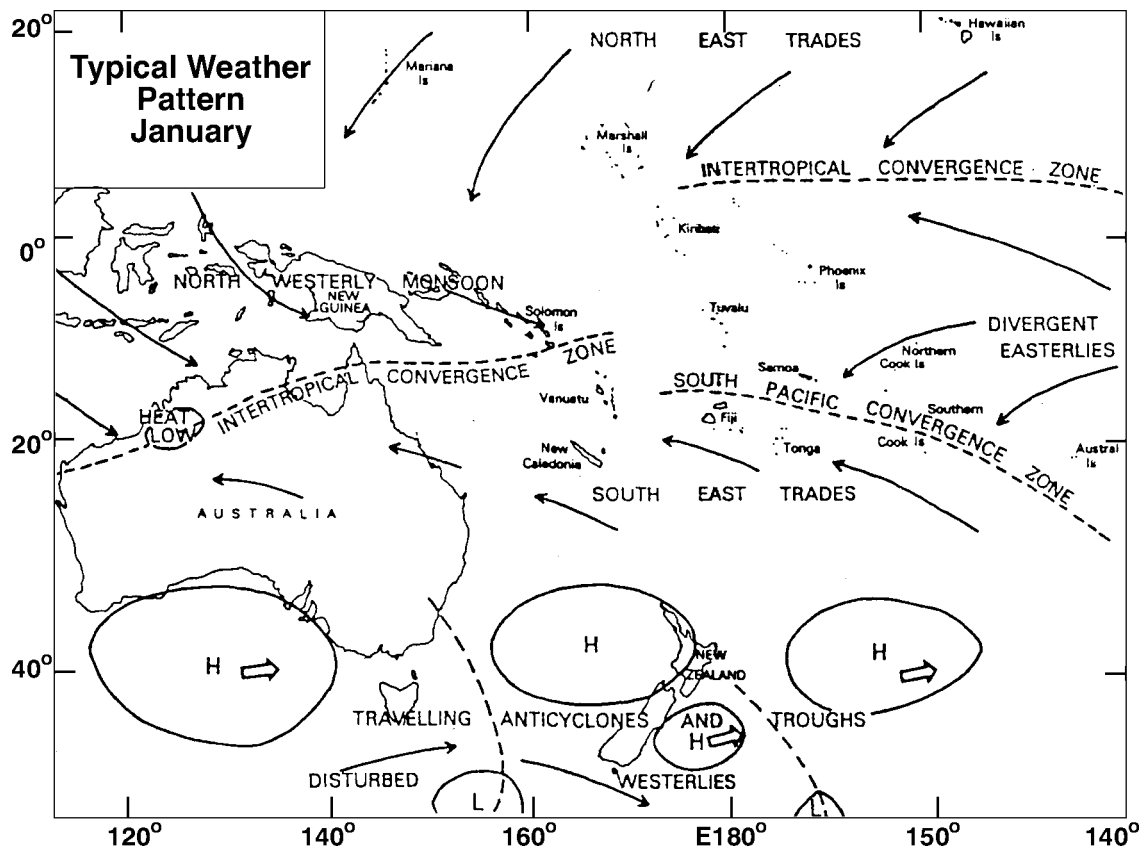 20°
Typical Weather
Pattern
January
NORTH EAST TRADES
Hawaiian
Is
Mariana
Is
Marshall
Is
INTERTROPICAL CONVERGENCE ZONE
Kiribati
0°
Phoenix
Is
NORTH WESTERLY MONSOON
NEW
GUINEA
Solomon
Is
Tuvalu
DIVERGENT
EASTERLIES
Northern
Cook Is
INTERTROPICAL CONVERGENCE ZONE
Samoa
SOUTH PACIFIC CONVERGENCE ZONE
Vanuatu
HEAT
LOW
Fiji
Southern
Cook Is
20°
New
Caledonia
Tonga
Austral
Is
SOUTH EAST TRADES
AUSTRALIA
H
H
H
NEW
ZEALAND
40°
TRAVELLING ANTICYCLONES AND TROUGHS
H
DISTURBED WESTERLIES
L
L
120° 140° 160° E180° 150° 140°